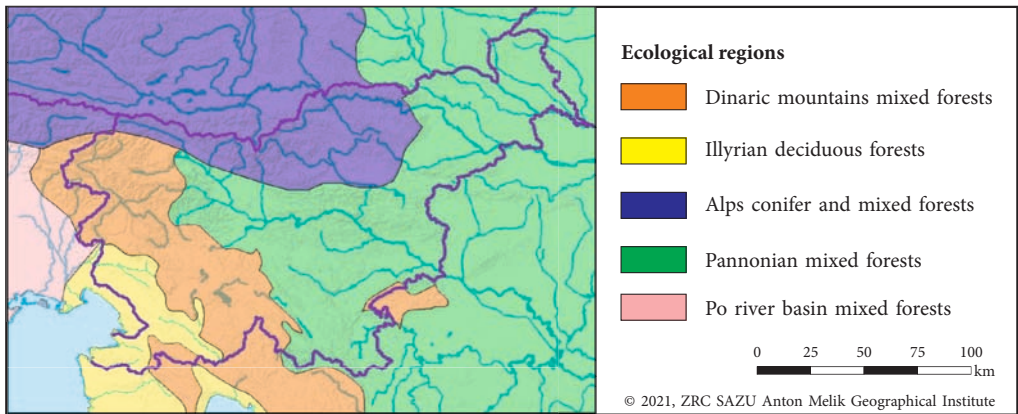 Ecological regions
Dinaric mountains mixed forests
Illyrian deciduous forests
Alps conifer and mixed forests
Pannonian mixed forests
Po river basin mixed forests
0 25 50 75 100
km
© 2021, ZRC SAZU Anton Melik Geographical Institute